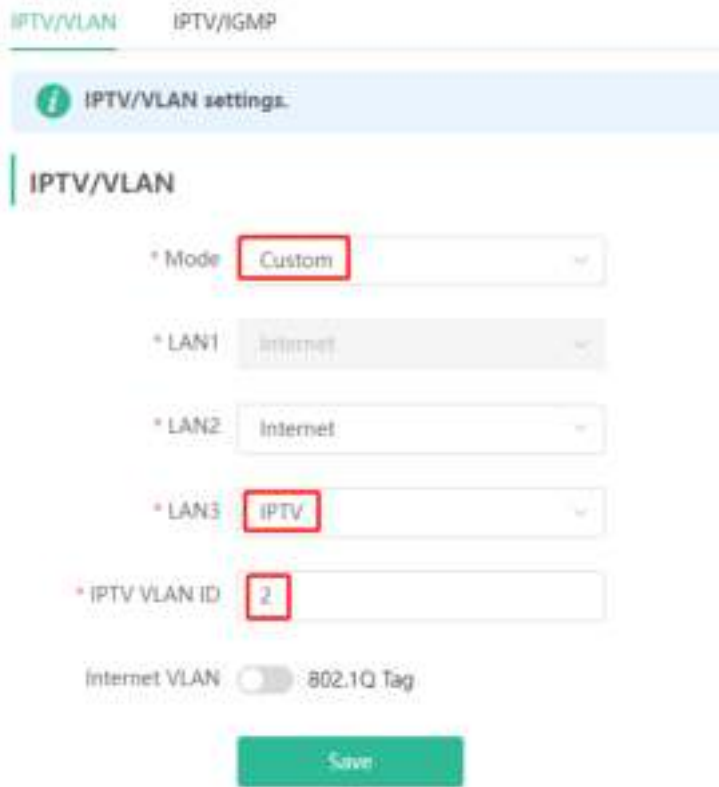 IPTV/VLAN IPTV/IGMP
IPTV/VLAN settings.
IPTV/VLAN
* Mode Custom
* LAN1 Internet
* LAN2 Internet
* LAN3 IPTV
* IPTV VLAN ID 2
Internet VLAN 802.1Q Tag
Save